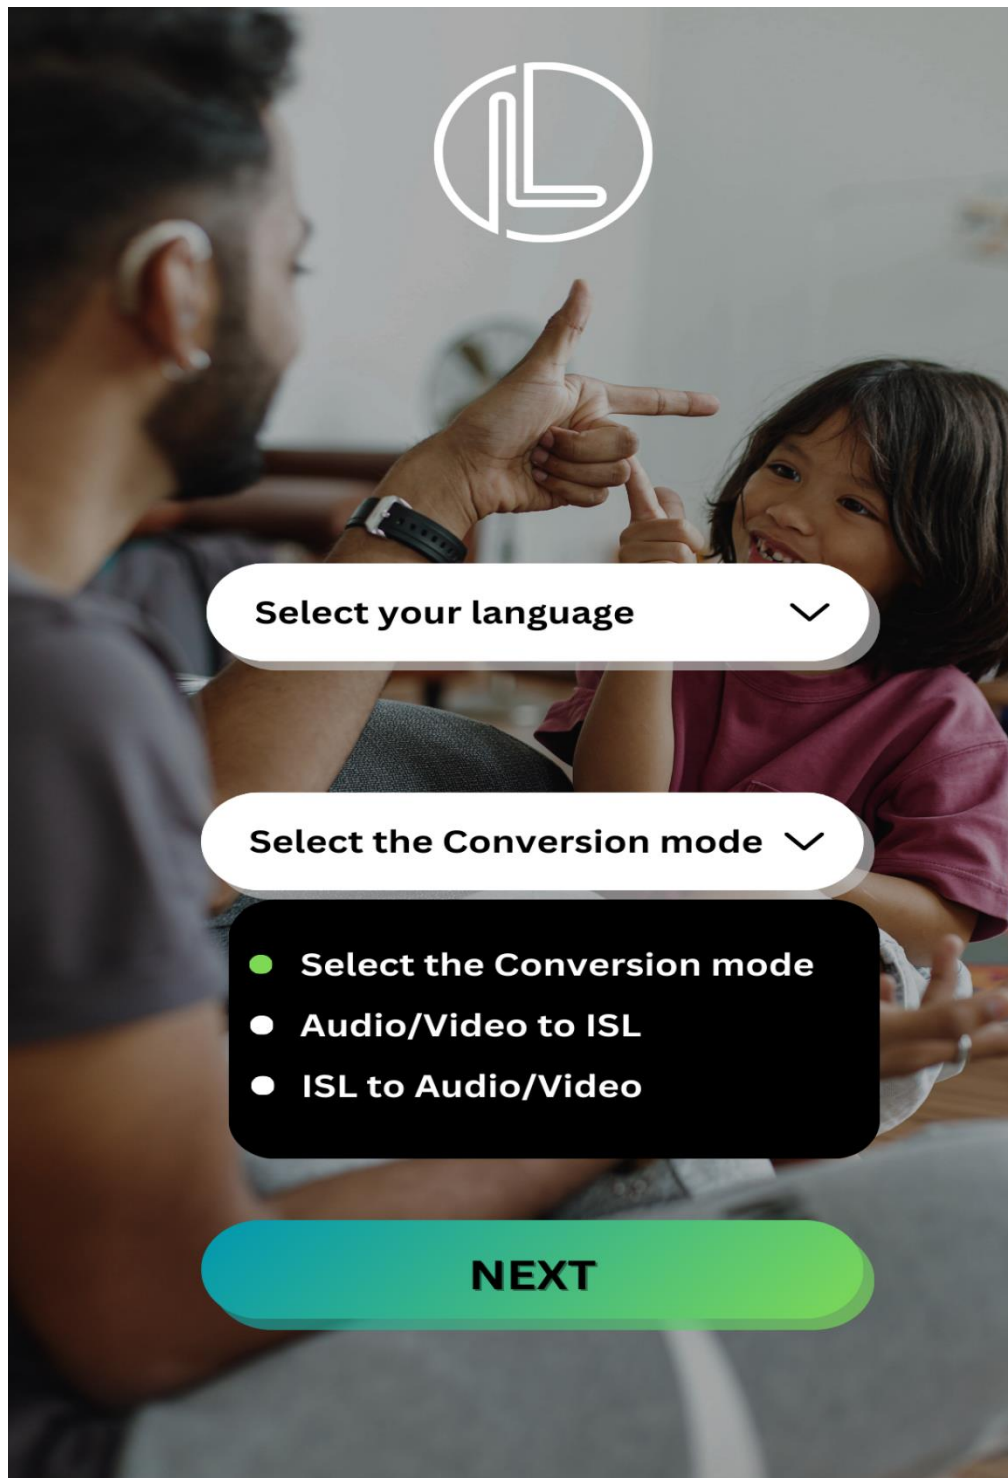 Select your language
Select the Conversion mode
Select the Conversion mode
Audio/Video to ISL
ISL to Audio/Video
NEXT